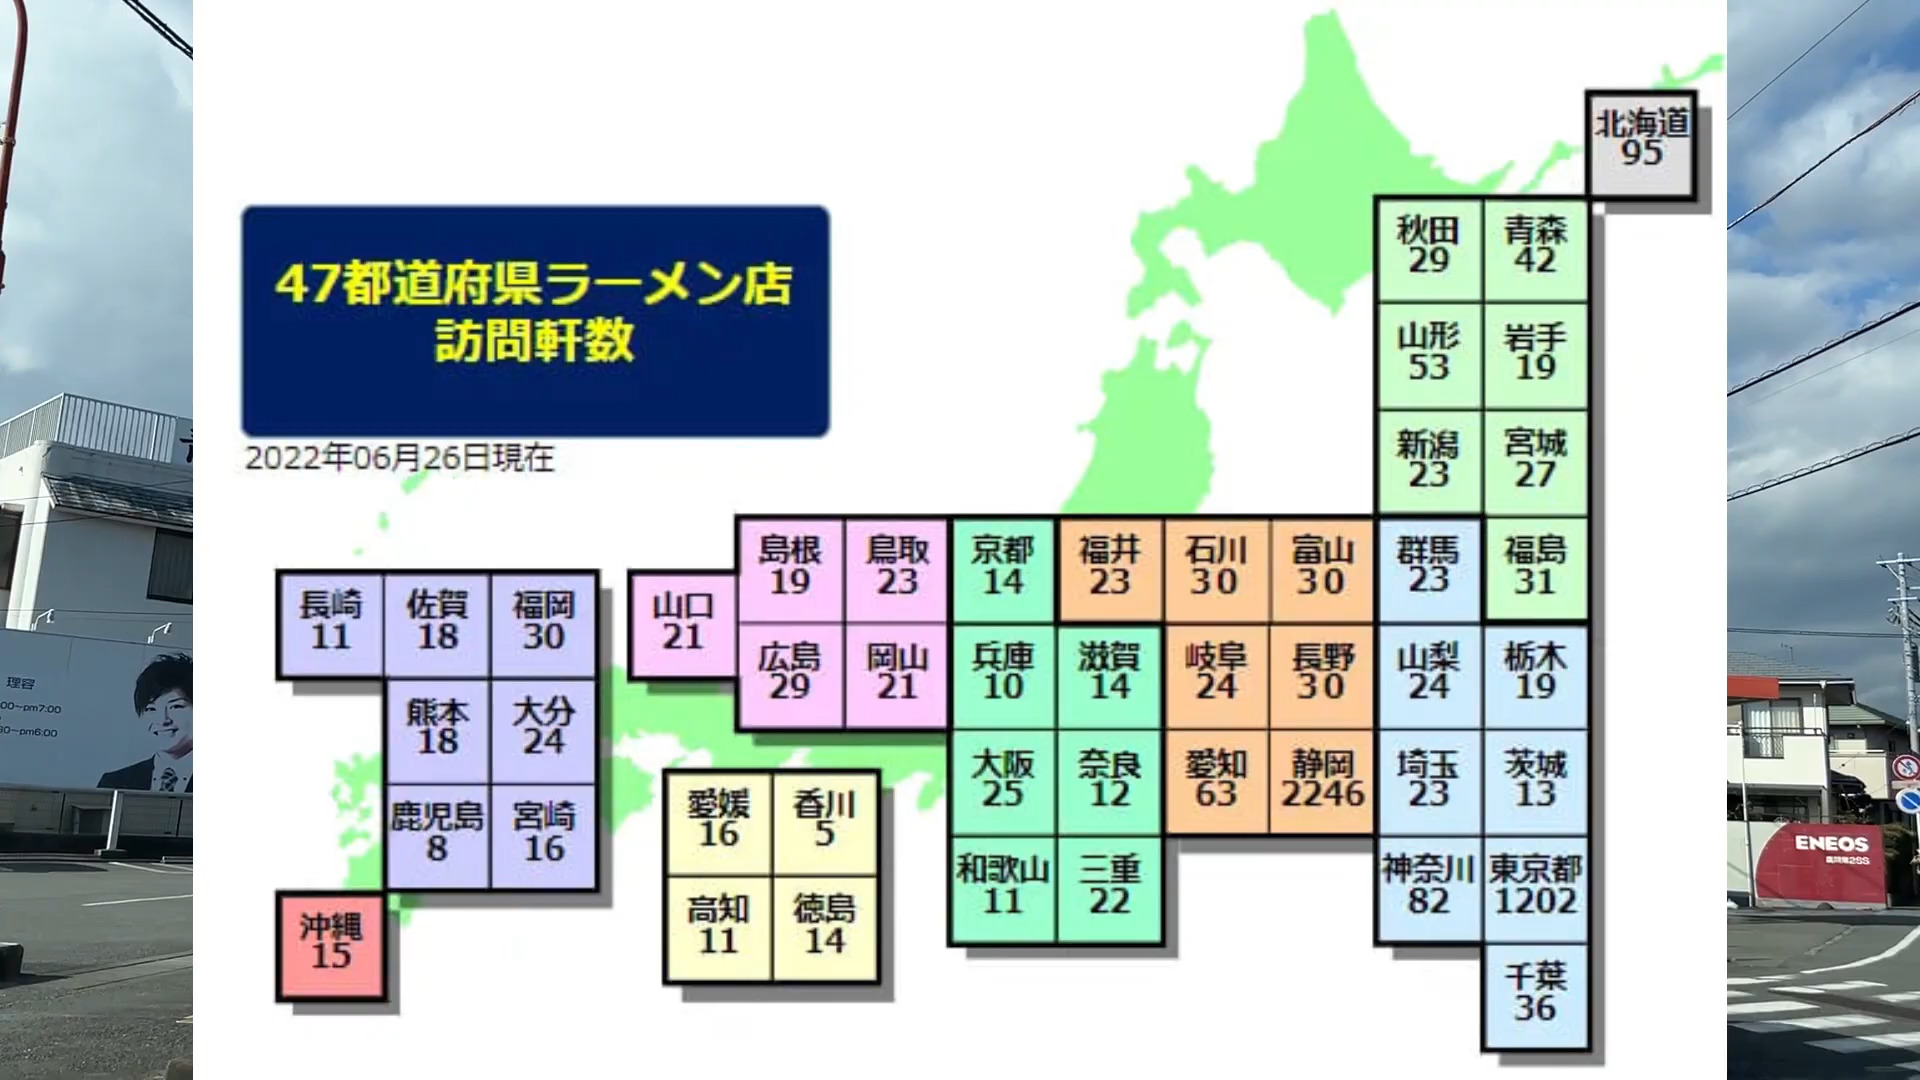 47都道府県ラーメン店
訪問軒数
2022年06月26日現在
北海道
95
秋田
29
青森
42
山形
53
岩手
19
新潟
23
宮城
27
島根
19
鳥取
23
京都
14
福井
23
石川
30
富山
30
群馬
23
福島
31
長崎
11
佐賀
18
福岡
30
山口
21
広島
29
岡山
21
兵庫
10
滋賀
14
岐阜
24
長野
30
山梨
24
栃木
19
熊本
18
大分
24
大阪
25
奈良
12
愛知
63
静岡
2246
埼玉
23
茨城
13
鹿児島
8
宮崎
16
愛媛
16
香川
5
和歌山
11
三重
22
神奈川
82
東京都
1202
沖縄
15
高知
11
徳島
14
千葉
36
理容
00～pm7:00
30～pm6:00
ENEOS